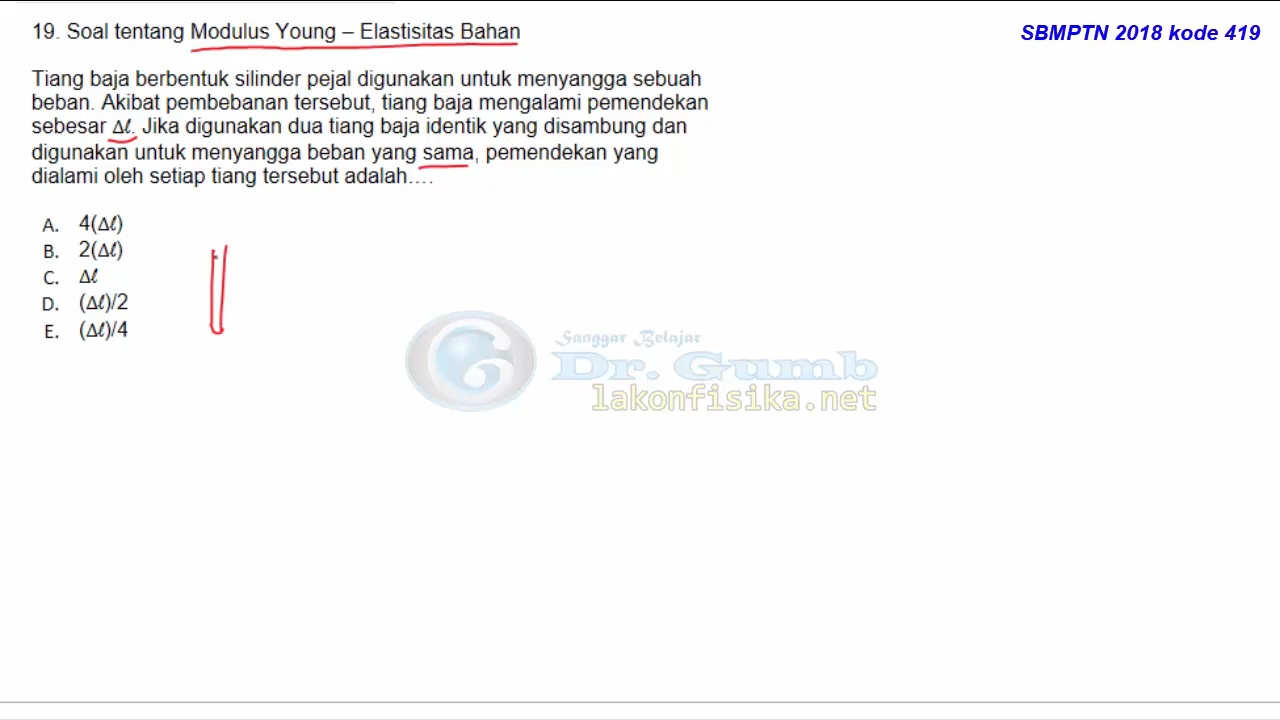 19. Soal tentang Modulus Young – Elastisitas Bahan
SBMPTN 2018 kode 419
Tiang baja berbentuk silinder pejal digunakan untuk menyangga sebuah
beban. Akibat pembebanan tersebut, tiang baja mengalami pemendekan
sebesar Δℓ. Jika digunakan dua tiang baja identik yang disambung dan
digunakan untuk menyangga beban yang sama, pemendekan yang
dialami oleh setiap tiang tersebut adalah….
A. 4(Δℓ)
B. 2(Δℓ)
C. Δℓ
D. (Δℓ)/2
E. (Δℓ)/4
Sanggar Belajar
Dr. Gumb
lakonfisika.net